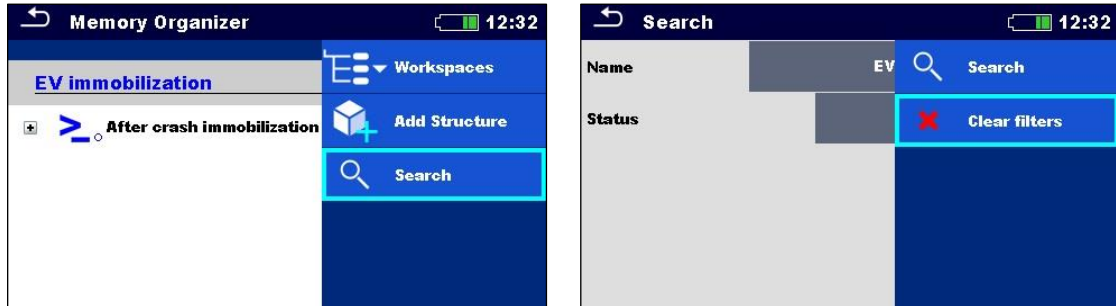 Memory Organizer 12:32
EV immobilization
After crash immobilization
Workspaces
Add Structure
Search
Search 12:32
Name EV
Status
Search
Clear filters